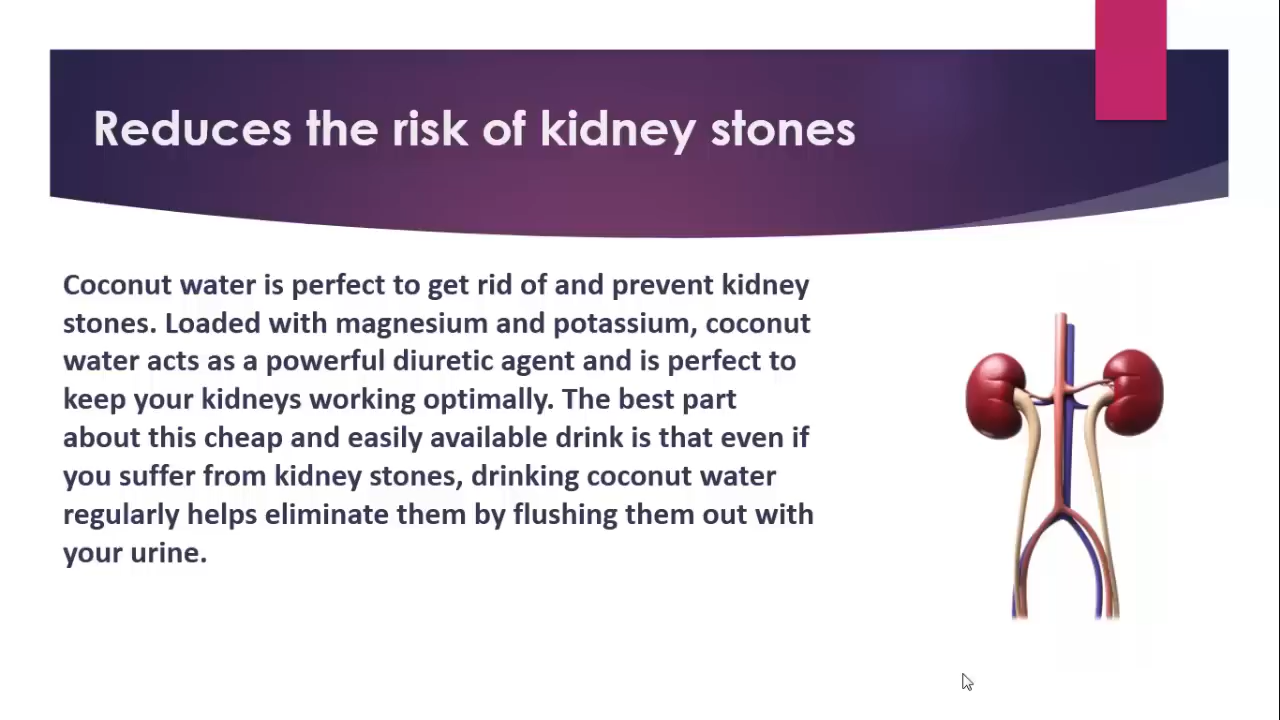 Reduces the risk of kidney stones
Coconut water is perfect to get rid of and prevent kidney
stones. Loaded with magnesium and potassium, coconut
water acts as a powerful diuretic agent and is perfect to
keep your kidneys working optimally. The best part
about this cheap and easily available drink is that even if
you suffer from kidney stones, drinking coconut water
regularly helps eliminate them by flushing them out with
your urine.